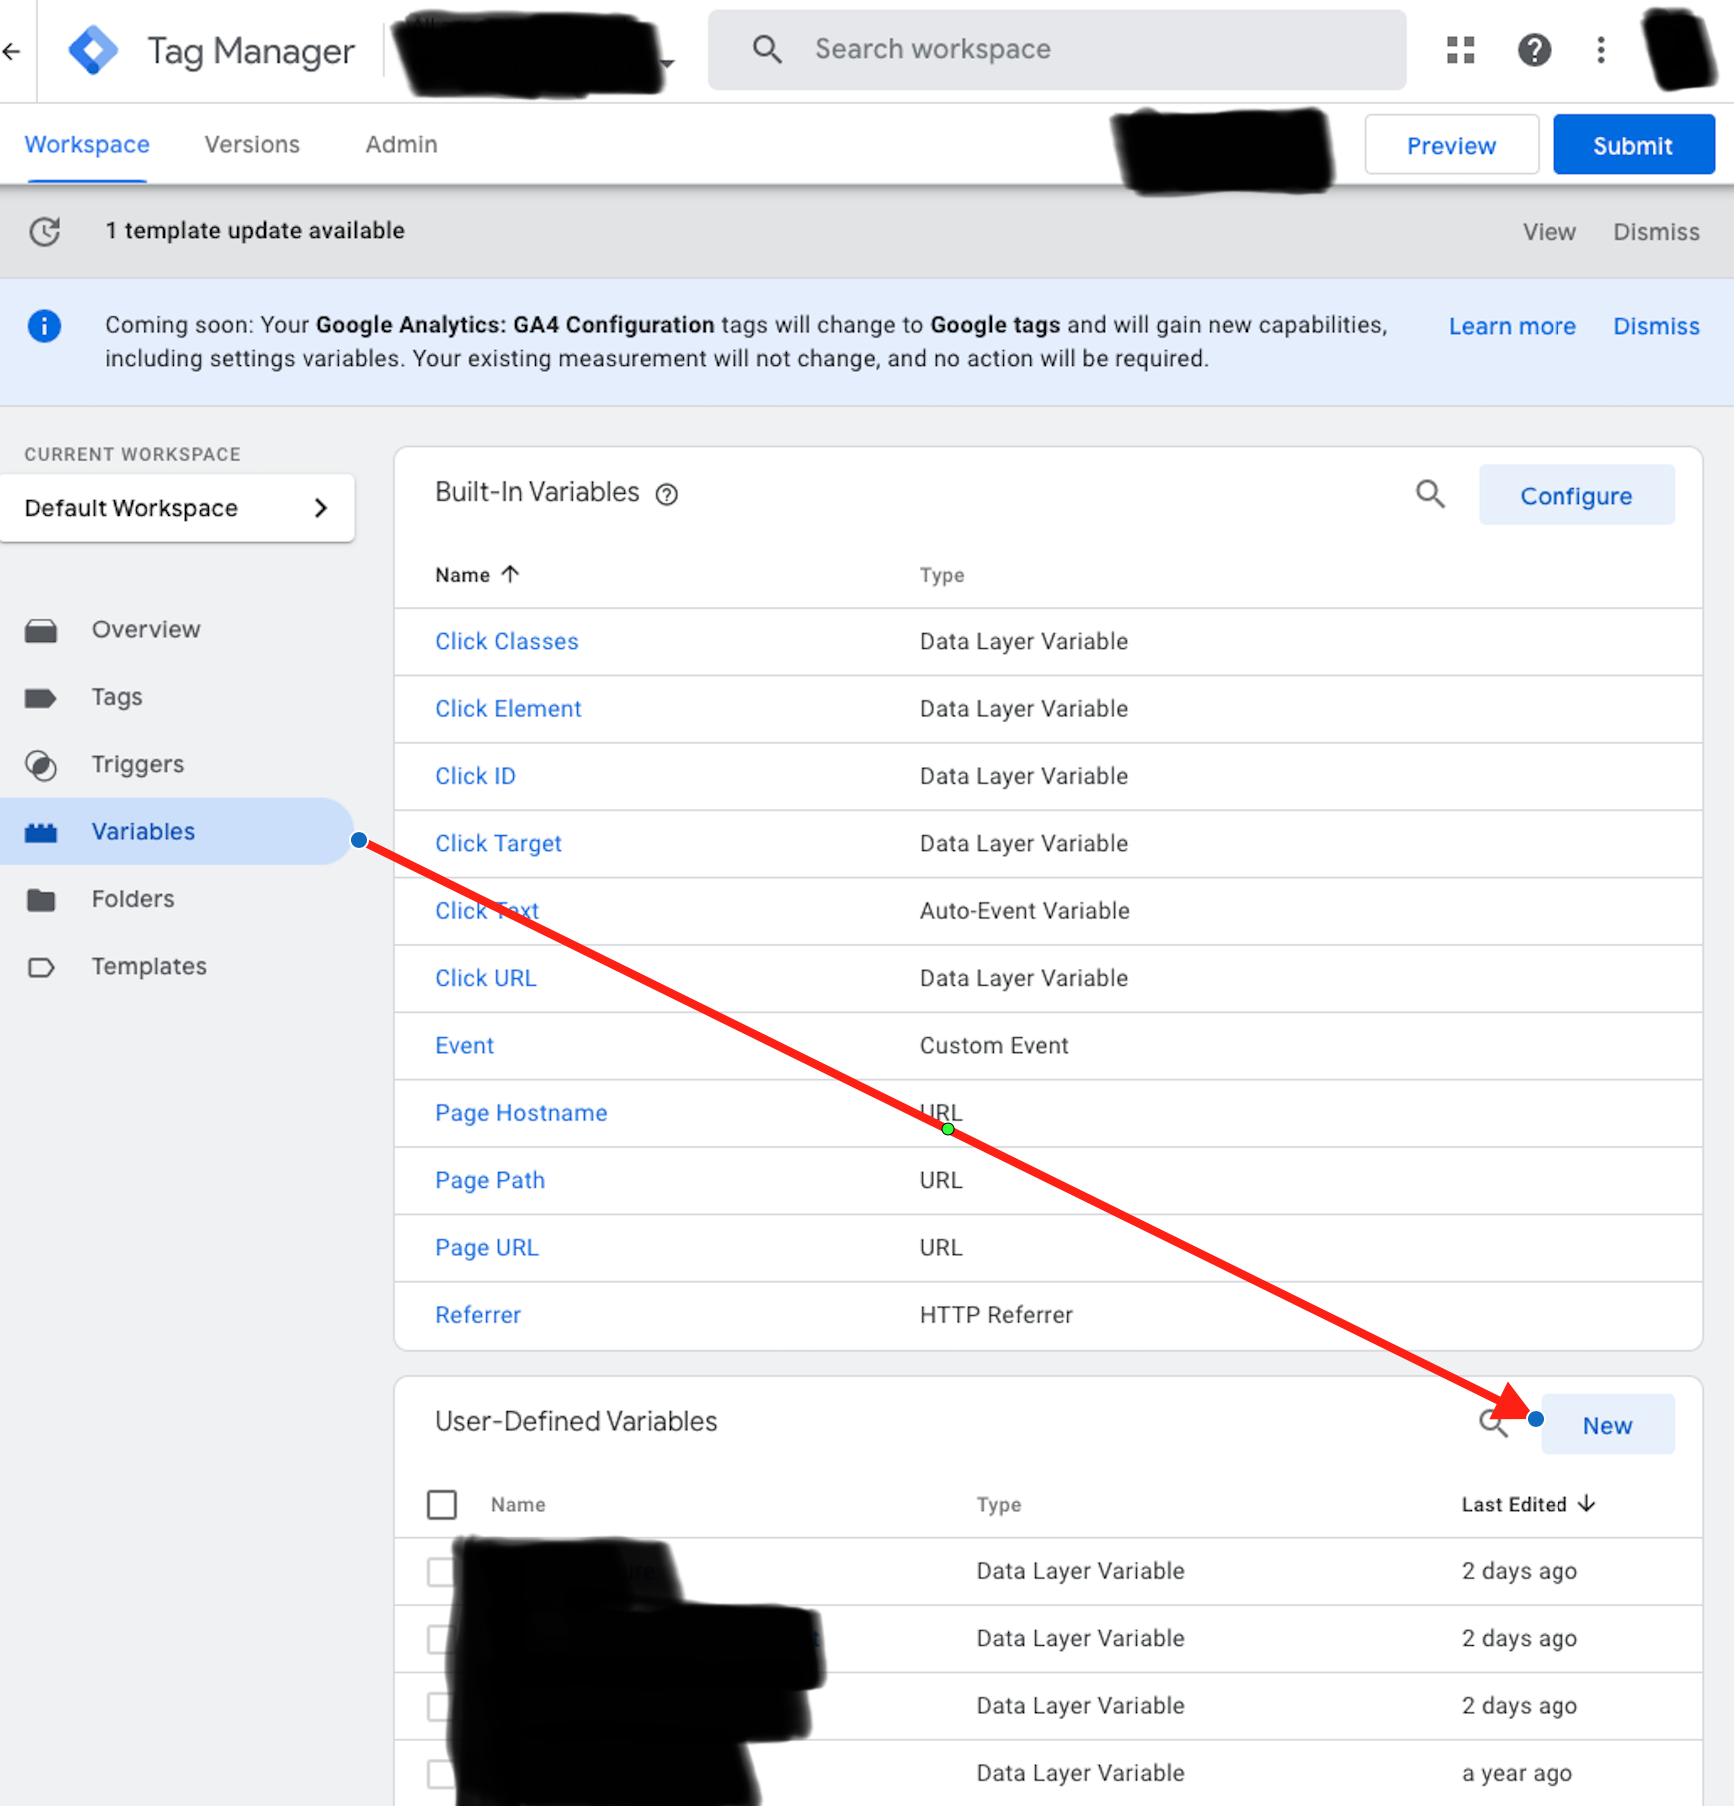 Tag Manager
Search workspace
Workspace
Versions
Admin
Preview
Submit
1 template update available
View
Dismiss
Coming soon: Your Google Analytics: GA4 Configuration tags will change to Google tags and will gain new capabilities,
including settings variables. Your existing measurement will not change, and no action will be required.
Learn more
Dismiss
CURRENT WORKSPACE
Default Workspace
Overview
Tags
Triggers
Variables
Folders
Templates
Built-In Variables
Configure
Name Type
Click Classes Data Layer Variable
Click Element Data Layer Variable
Click ID Data Layer Variable
Click Target Data Layer Variable
Click Text Auto-Event Variable
Click URL Data Layer Variable
Event Custom Event
Page Hostname URL
Page Path URL
Page URL URL
Referrer HTTP Referrer
User-Defined Variables
New
Name Type Last Edited
Data Layer Variable 2 days ago
Data Layer Variable 2 days ago
Data Layer Variable 2 days ago
Data Layer Variable a year ago